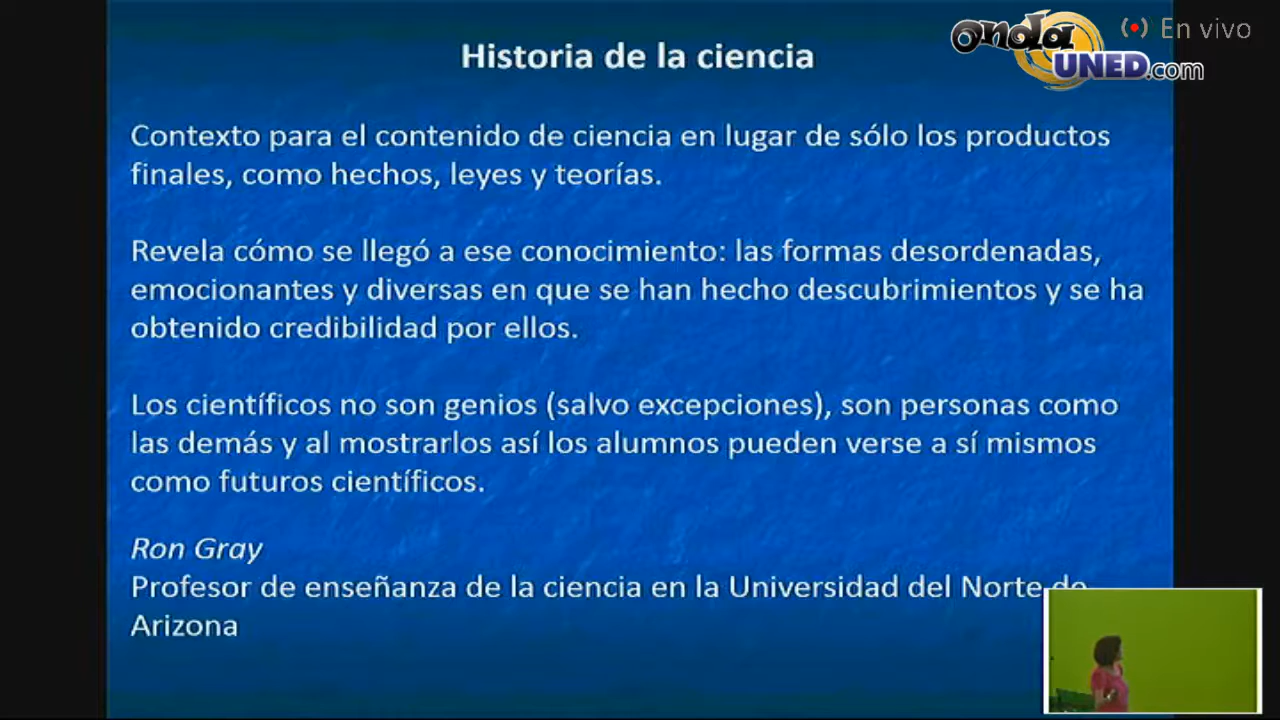 onda
UNED.com
En vivo
Historia de la ciencia
Contexto para el contenido de ciencia en lugar de sólo los productos
finales, como hechos, leyes y teorías.
Revela cómo se llegó a ese conocimiento: las formas desordenadas,
emocionantes y diversas en que se han hecho descubrimientos y se ha
obtenido credibilidad por ellos.
Los científicos no son genios (salvo excepciones), son personas como
las demás y al mostrarlos así los alumnos pueden verse a sí mismos
como futuros científicos.
Ron Gray
Profesor de enseñanza de la ciencia en la Universidad del Norte de
Arizona